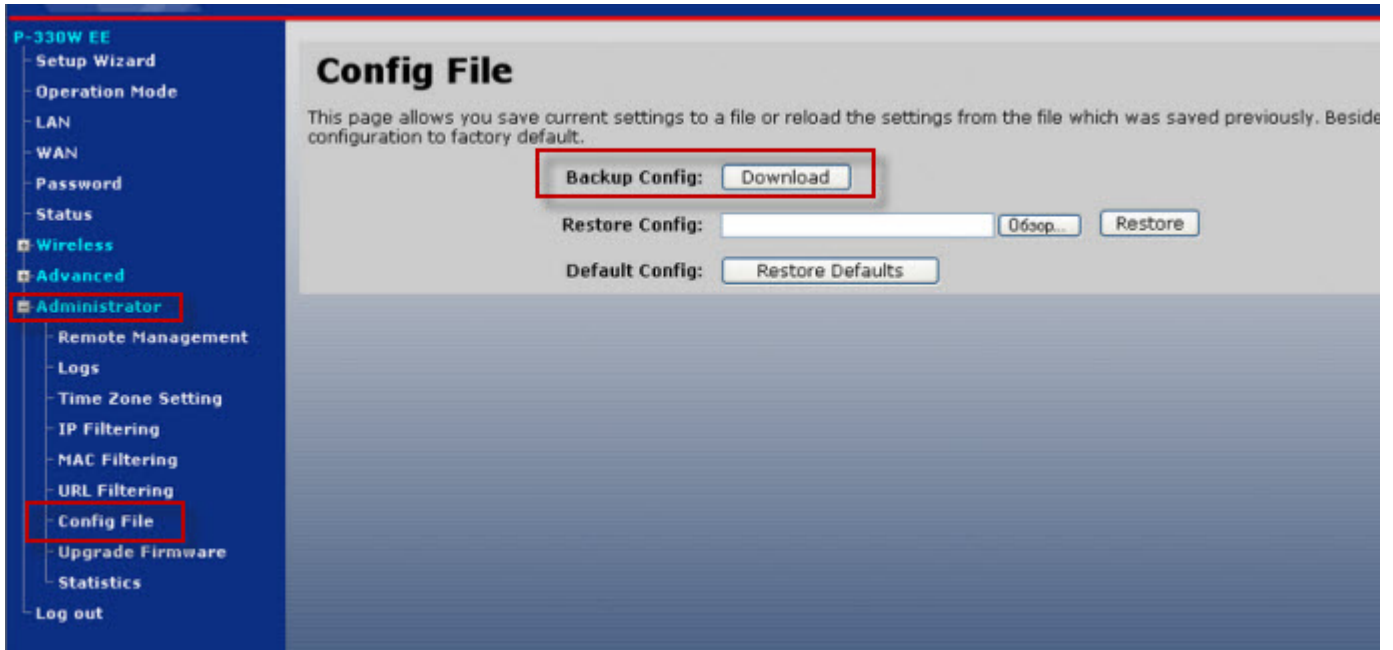 P-330W EE
Setup Wizard
Operation Mode
LAN
WAN
Password
Status
Wireless
Advanced
Administrator
Remote Management
Logs
Time Zone Setting
IP Filtering
MAC Filtering
URL Filtering
Config File
Upgrade Firmware
Statistics
Log out
Config File
This page allows you save current settings to a file or reload the settings from the file which was saved previously. Beside
configuration to factory default.
Backup Config: Download
Restore Config: Обзор... Restore
Default Config: Restore Defaults